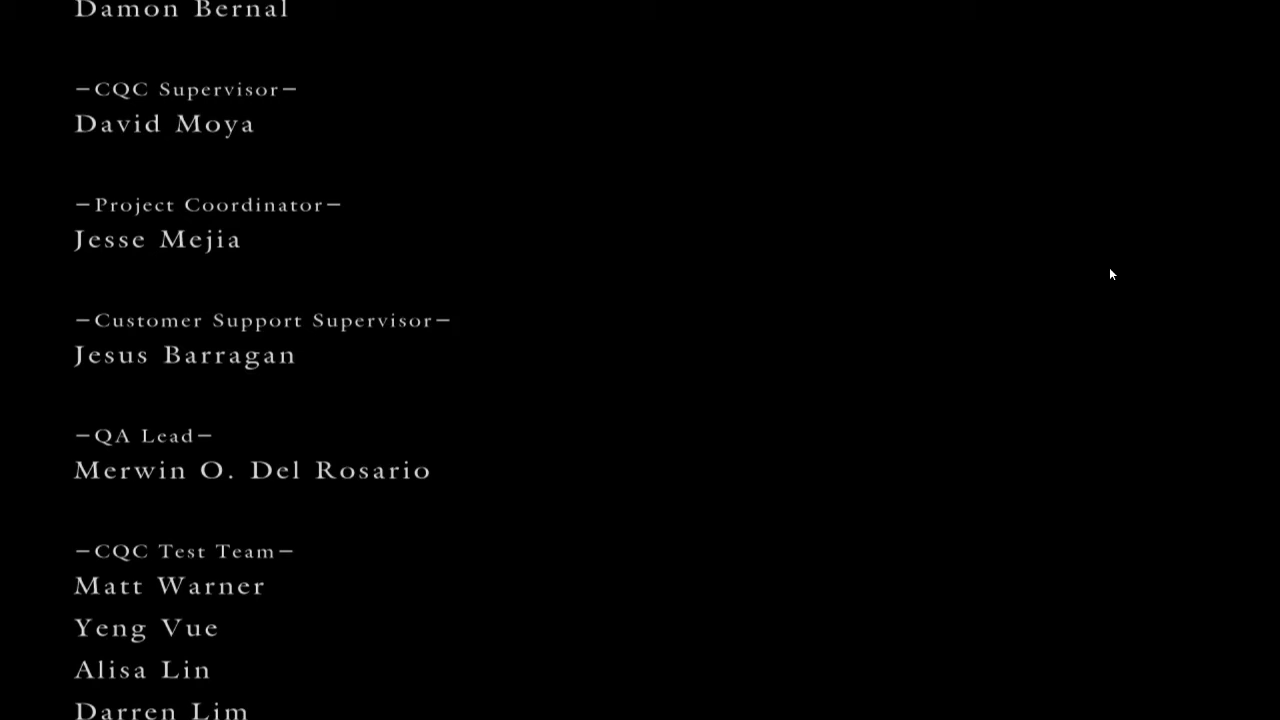 Damon Bernal
—CQC Supervisor—
David Moya
—Project Coordinator—
Jesse Mejia
—Customer Support Supervisor—
Jesus Barragan
—QA Lead—
Merwin O. Del Rosario
—CQC Test Team—
Matt Warner
Yeng Vue
Alisa Lin
Darren Lim